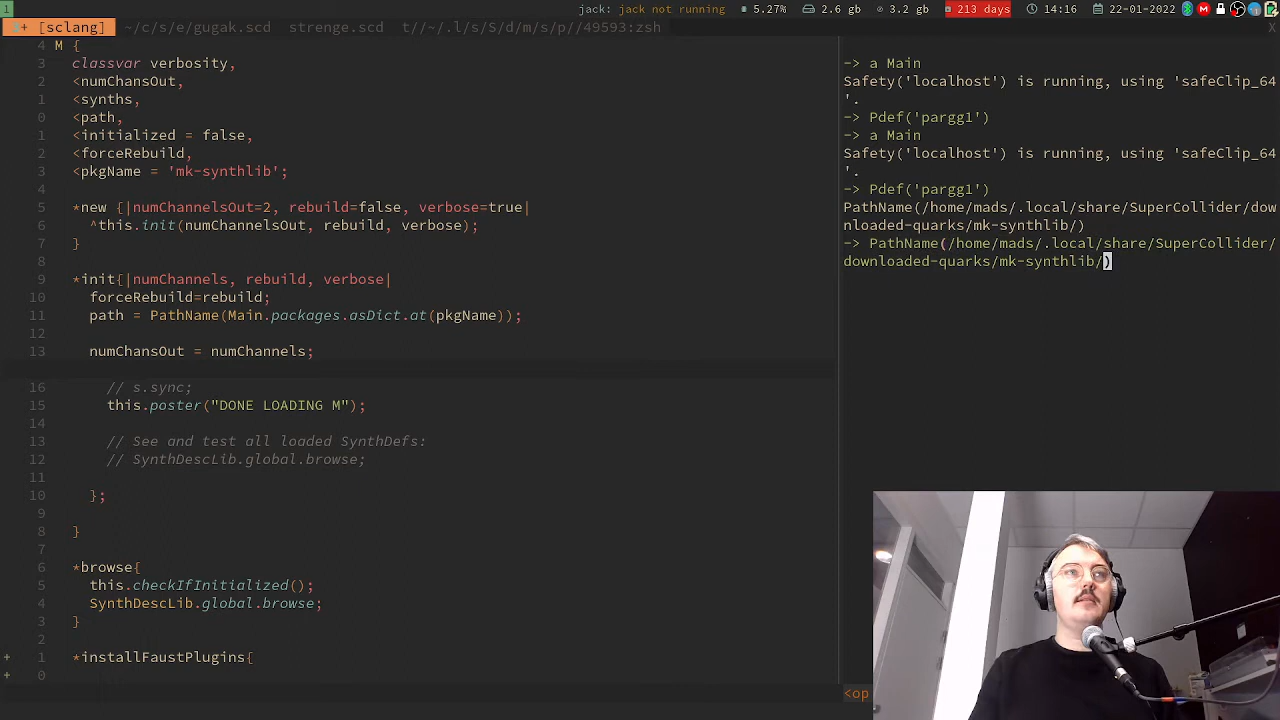 1 jack: jack not running 5.27% 2.6 gb 3.2 gb 213 days 14:16 22-01-2022
1+ [sclang] ~/c/s/e/gugak.scd strenge.scd t//~/.l/s/S/d/m/s/p//49593:zsh X
4 M {
3 classvar verbosity,
2 <numChansOut,
1 <synths,
0 <path,
1 <initialized = false,
2 <forceRebuild,
3 <pkgName = 'mk-synthlib';
4
5 *new {|numChannelsOut=2, rebuild=false, verbose=true|
6 ^this.init(numChannelsOut, rebuild, verbose);
7 }
8
9 *init{|numChannels, rebuild, verbose|
10 forceRebuild=rebuild;
11 path = PathName(Main.packages.asDict.at(pkgName));
12
13 numChansOut = numChannels;
16 // s.sync;
15 this.poster("DONE LOADING M");
14
13 // See and test all loaded SynthDefs:
12 // SynthDescLib.global.browse;
11
10 };
9
8 }
7
6 *browse{
5 this.checkIfInitialized();
4 SynthDescLib.global.browse;
3 }
2
+ 1 *installFaustPlugins{
+ 0
-> a Main
Safety('localhost') is running, using 'safeClip_64
'.
-> Pdef('pargg1')
-> a Main
Safety('localhost') is running, using 'safeClip_64
'.
-> Pdef('pargg1')
PathName(/home/mads/.local/share/SuperCollider/dow
nloaded-quarks/mk-synthlib/)
-> PathName(/home/mads/.local/share/SuperCollider/
downloaded-quarks/mk-synthlib/)
<op